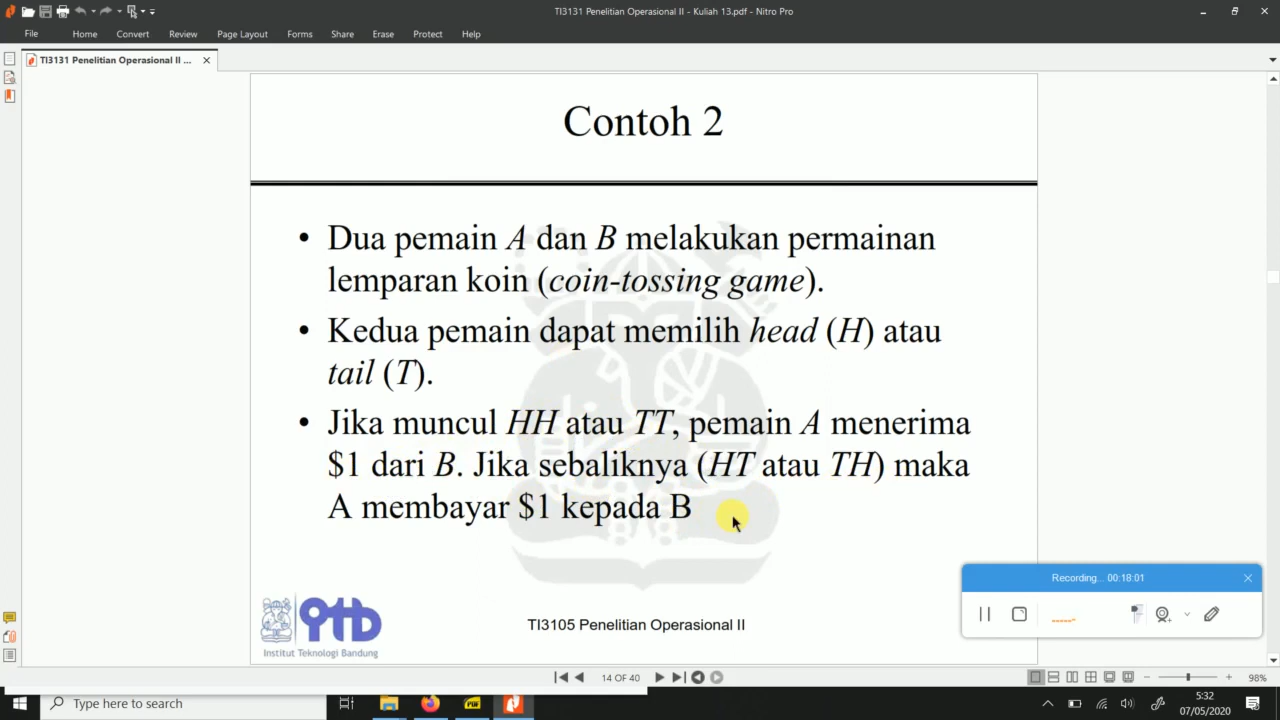 TI3131 Penelitian Operasional II - Kuliah 13.pdf - Nitro Pro
File Home Convert Review Page Layout Forms Share Erase Protect Help
TI3131 Penelitian Operasional II ...
Contoh 2
• Dua pemain A dan B melakukan permainan
lemparan koin (coin-tossing game).
• Kedua pemain dapat memilih head (H) atau
tail (T).
• Jika muncul HH atau TT, pemain A menerima
$1 dari B. Jika sebaliknya (HT atau TH) maka
A membayar $1 kepada B
Recording... 00:18:01
TI3105 Penelitian Operasional II
Institut Teknologi Bandung
14 OF 40
98%
Type here to search
PDF
5:32
07/05/2020